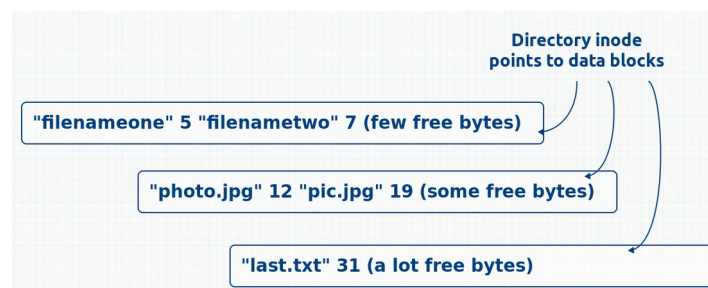 Directory inode
points to data blocks
"filenameone" 5 "filenametwo" 7 (few free bytes)
"photo.jpg" 12 "pic.jpg" 19 (some free bytes)
"last.txt" 31 (a lot free bytes)